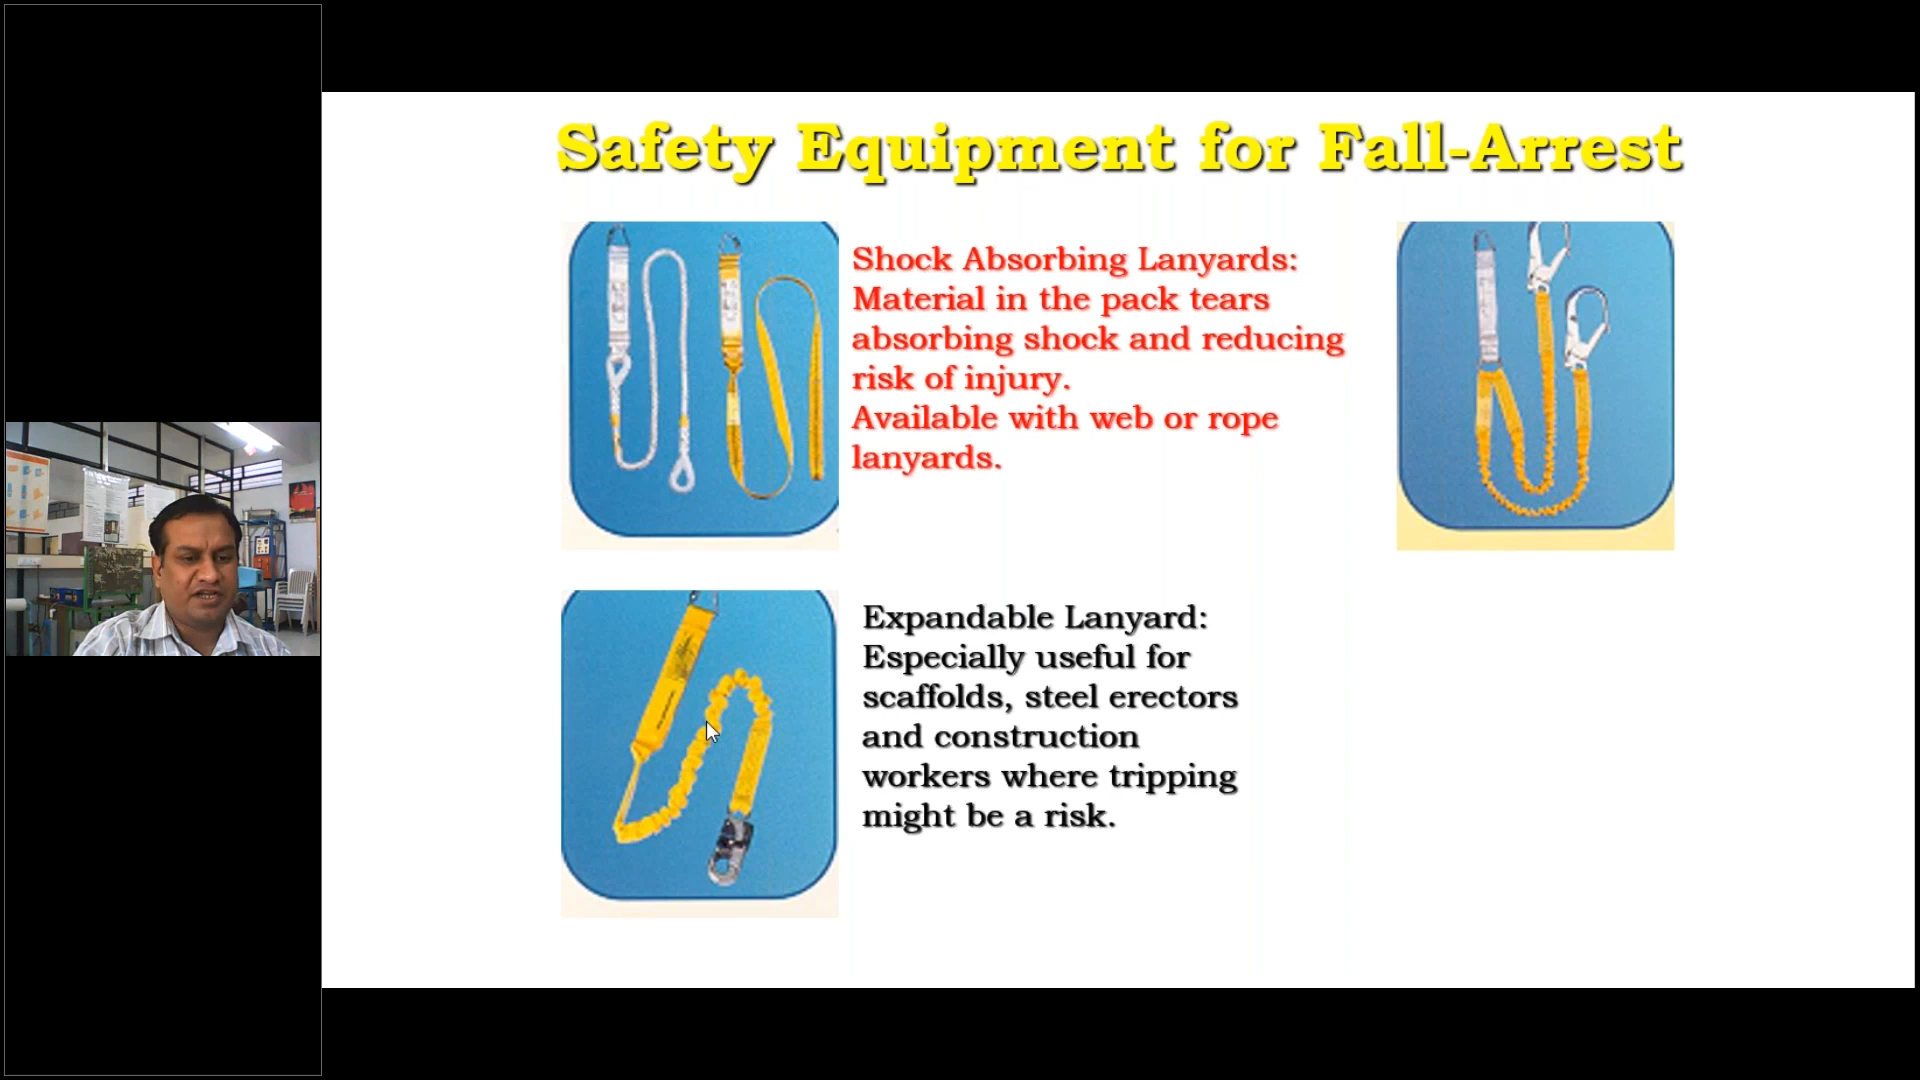 Safety Equipment for Fall-Arrest
Shock Absorbing Lanyards:
Material in the pack tears
absorbing shock and reducing
risk of injury.
Available with web or rope
lanyards.
Expandable Lanyard:
Especially useful for
scaffolds, steel erectors
and construction
workers where tripping
might be a risk.